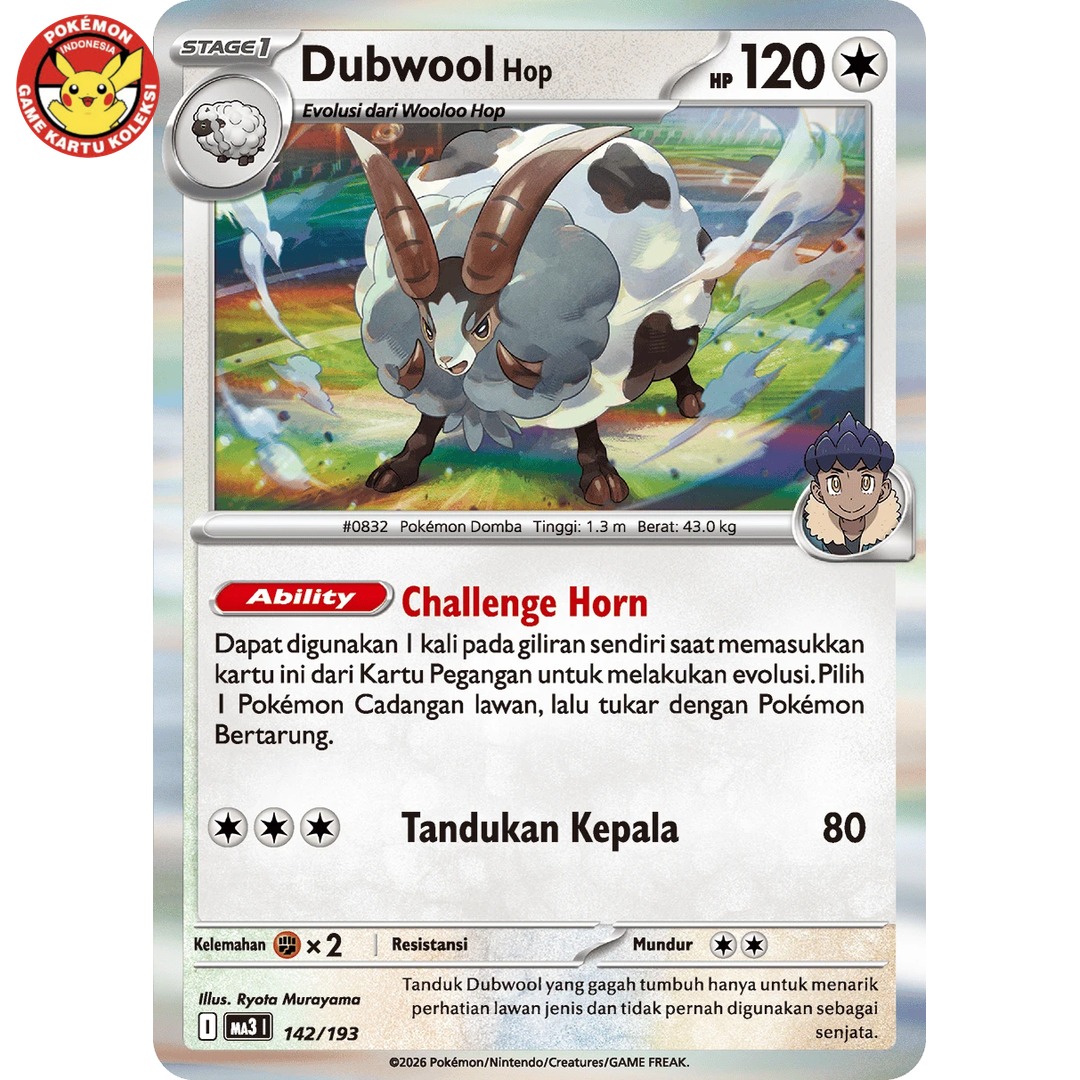 POKÉMON
INDONESIA
GAME KARTU KOLEKSI
STAGE 1
Dubwool Hop
HP 120
Evolusi dari Wooloo Hop
#0832 Pokémon Domba Tinggi: 1.3 m Berat: 43.0 kg
Ability Challenge Horn
Dapat digunakan 1 kali pada giliran sendiri saat memasukkan
kartu ini dari Kartu Pegangan untuk melakukan evolusi. Pilih
1 Pokémon Cadangan lawan, lalu tukar dengan Pokémon
Bertarung.
Tandukan Kepala 80
Kelemahan ×2 Resistansi Mundur
Tanduk Dubwool yang gagah tumbuh hanya untuk menarik
perhatian lawan jenis dan tidak pernah digunakan sebagai
senjata.
Illus. Ryota Murayama
I MA3 I 142/193
©2026 Pokémon/Nintendo/Creatures/GAME FREAK.